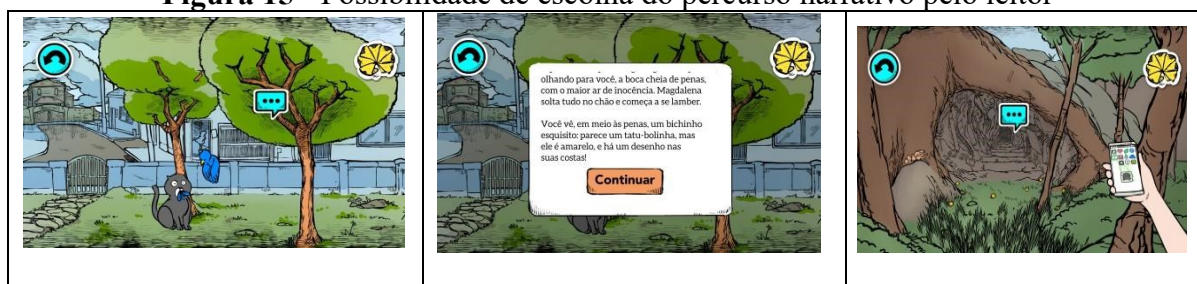 Figura 15 - Possibilidade de escolha do percurso narrativo pelo leitor
olhando para você, a boca cheia de penas,
com o maior ar de inocência. Magdalena
solta tudo no chão e começa a se lamber.
Você vê, em meio às penas, um bichinho
esquisito: parece um tatu-bolinha, mas
ele é amarelo, e há um desenho nas
suas costas!
Continuar